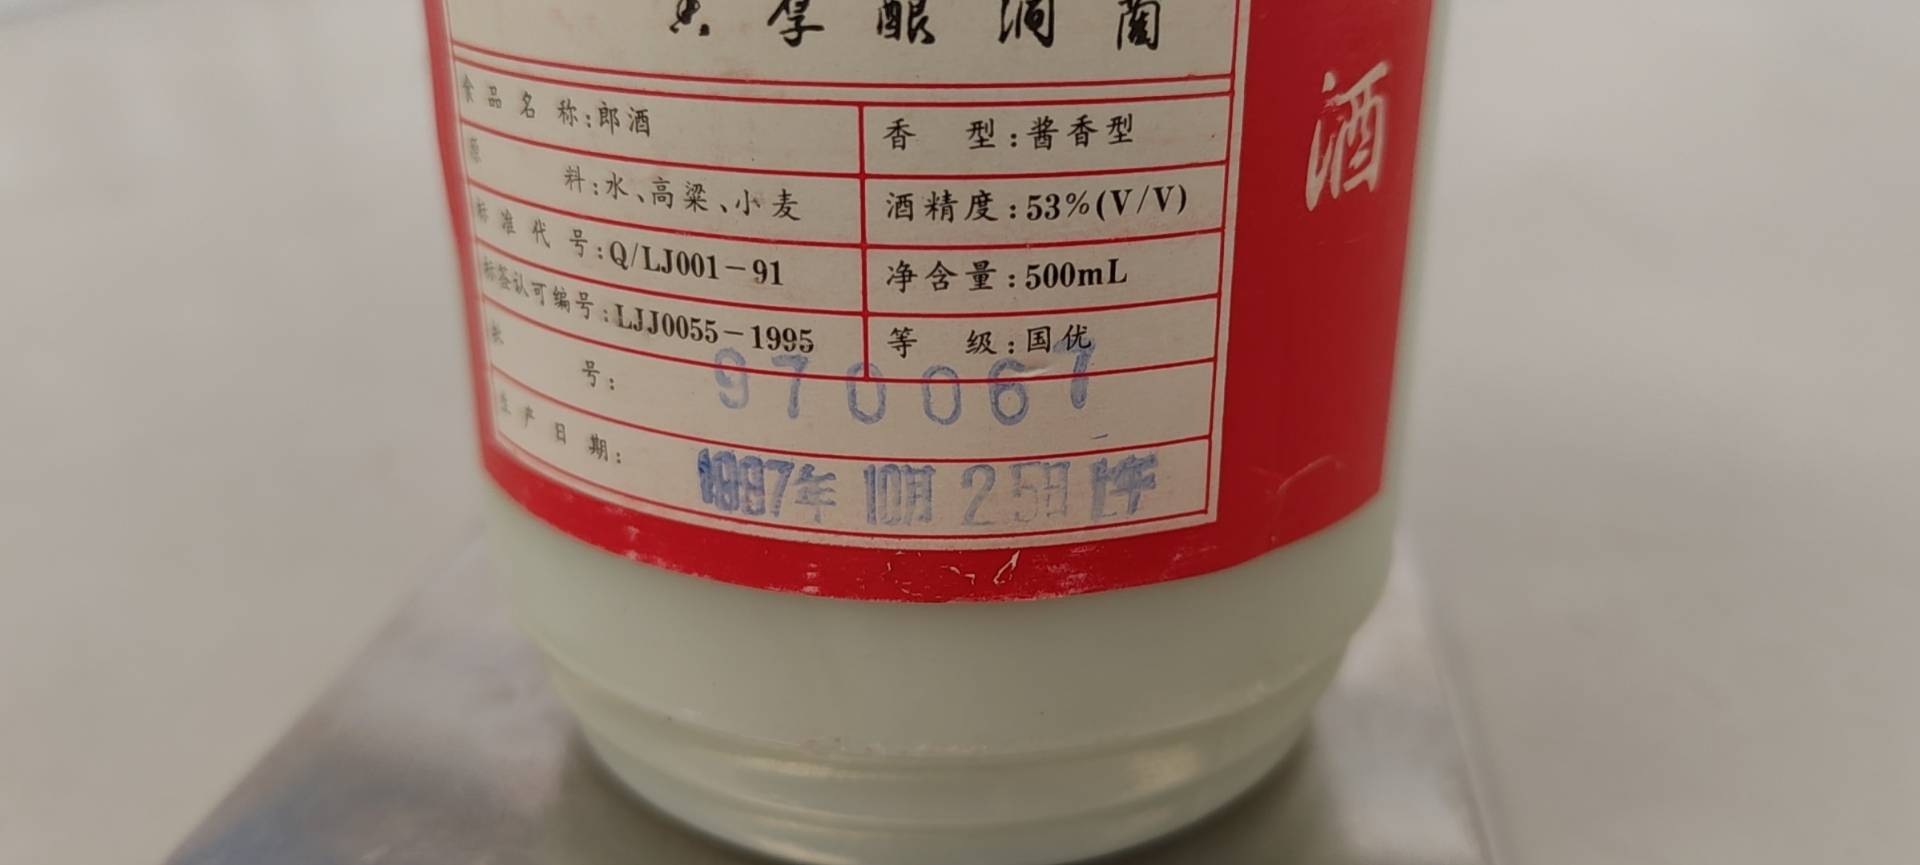 厚
酒
食品名称:郎酒
香 型:酱香型
原 料:水、高粱、小麦
酒精度:53%(V/V)
标准代号:Q/LJ001-91
净含量:500mL
标签认可编号:LJJ0055-1995
等 级:国优
批 号: 970067
生产日期: 1997年 10月 25日